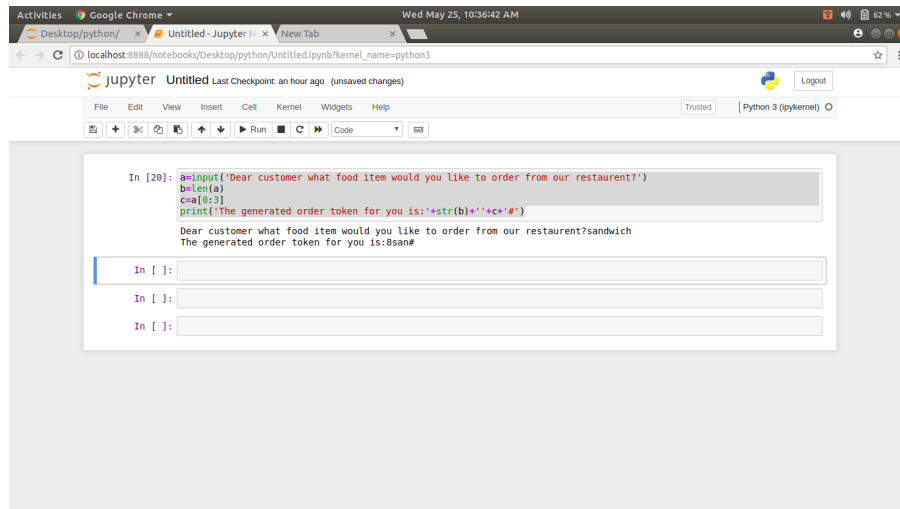 Activities Google Chrome ▾ Wed May 25, 10:36:42 AM 62 %
Desktop/python/ × Untitled - Jupyter N × New Tab ×
localhost:8888/notebooks/Desktop/python/Untitled.ipynb?kernel_name=python3
jupyter Untitled Last Checkpoint: an hour ago (unsaved changes) Logout
File Edit View Insert Cell Kernel Widgets Help Trusted Python 3 (ipykernel)
Run Code
In [20]: a=input('Dear customer what food item would you like to order from our restaurent?')
b=len(a)
c=a[0:3]
print('The generated order token for you is:'+str(b)+''+c+'#')
Dear customer what food item would you like to order from our restaurent?sandwich
The generated order token for you is:8san#
In [ ]:
In [ ]:
In [ ]: